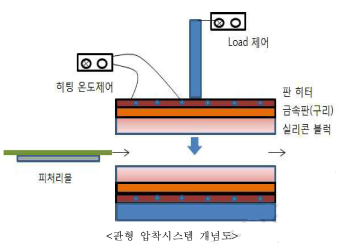 Load 제어
히팅 온도제어
판 히터
금속판(구리)
실리콘 블럭
피처리물
<판형 압착시스템 개념도>